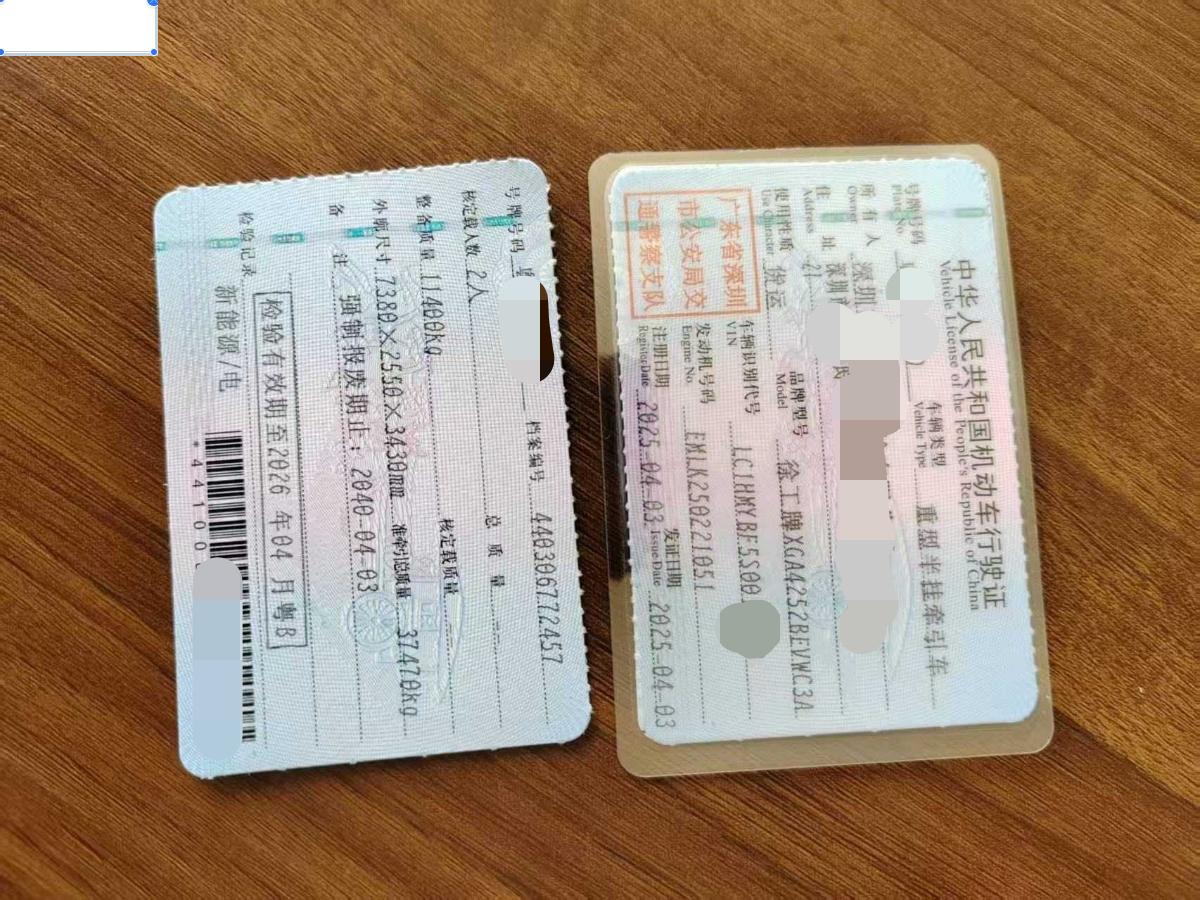 中华人民共和国机动车行驶证
Vehicle License of the People's Republic of China
号牌号码
Plate No.
车辆类型
Vehicle Type
重型半挂牵引车
所有人
Owner
深圳
住址
Address
深圳市
使用性质
Use Character
货运
品牌型号
Model
徐工牌XGA4252BEVWC3A
广东省深圳
市公安局交
通警察支队
车辆识别代号
VIN
LC1HMYBF5S00
发动机号码
Engine No.
EMLK25022105L
注册日期
Register Date
2025-04-03
发证日期
Issue Date
2025-04-03
号牌号码
档案编号
440306772457
核定载人数
2人
总质量
--
整备质量
11400kg
核定载质量
--
外廓尺寸
7380×2550×3430mm
准牵引总质量
37470kg
备注
强制报废期止：2040-04-03
检验记录
检验有效期至2026年04月粤B
新能源/电
*44100